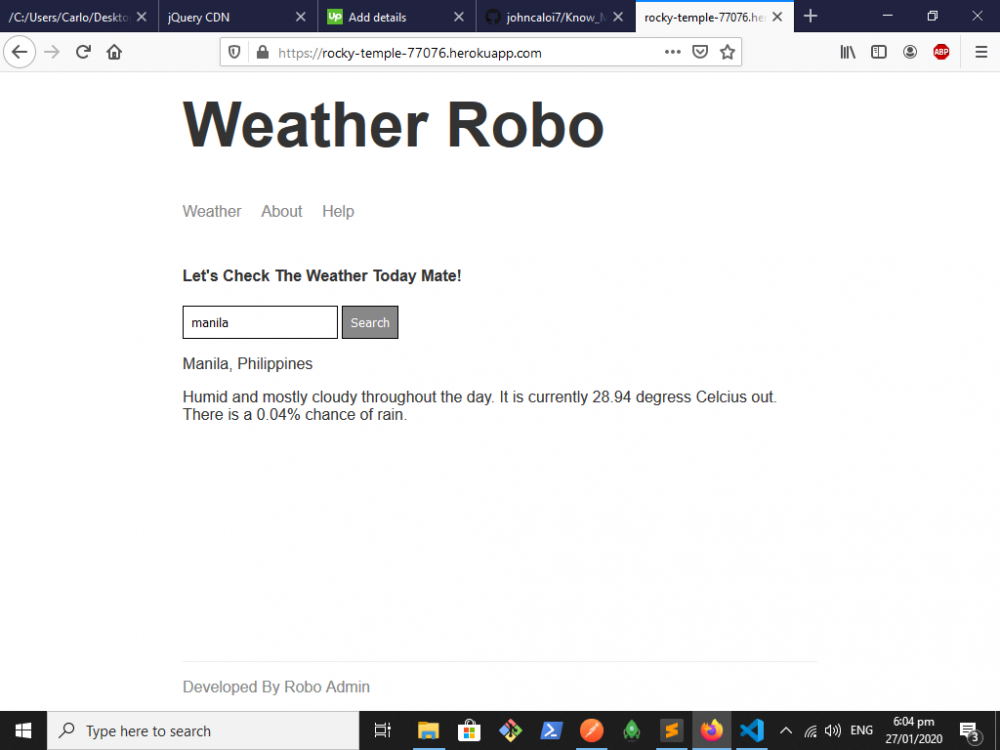 /C:/Users/Carlo/Deskto
jQuery CDN
Up Add details
johncaloi7/Know_
rocky-temple-77076.he
https://rocky-temple-77076.herokuapp.com
ABP
Weather Robo
Weather About Help
Let's Check The Weather Today Mate!
manila Search
Manila, Philippines
Humid and mostly cloudy throughout the day. It is currently 28.94 degress Celcius out.
There is a 0.04% chance of rain.
Developed By Robo Admin
Type here to search
ENG
6:04 pm
27/01/2020
3